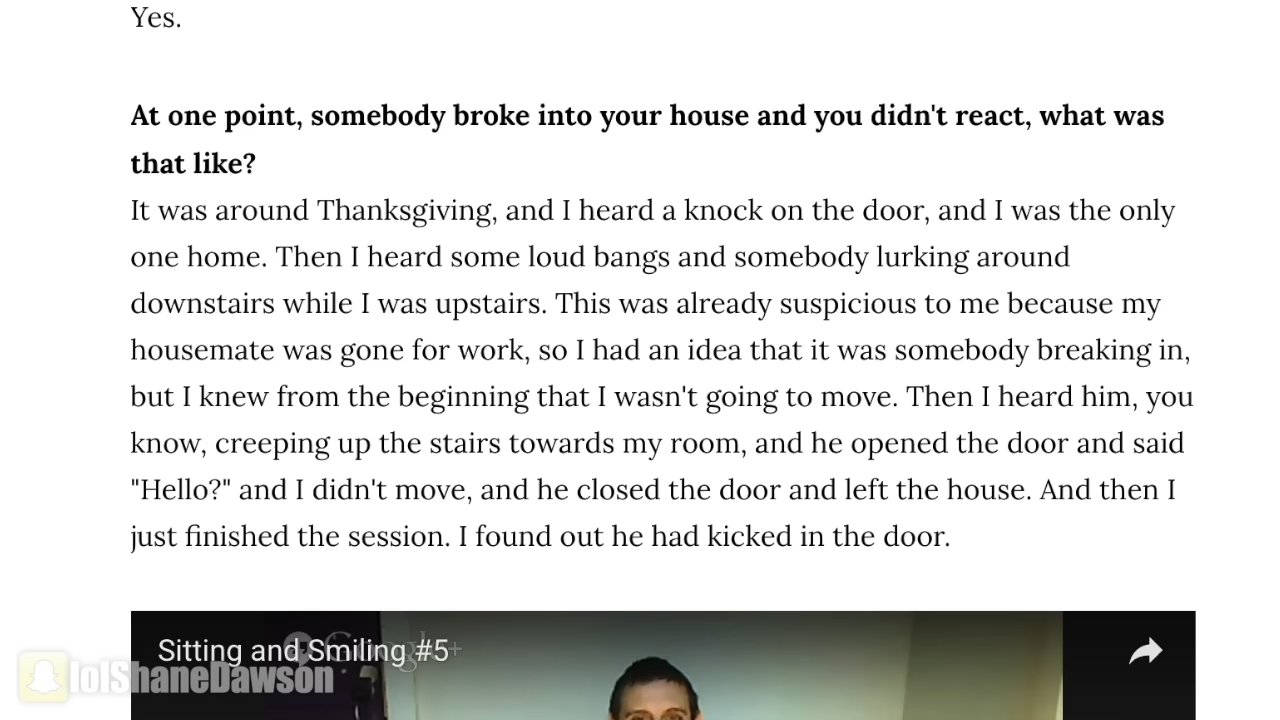 Yes.
At one point, somebody broke into your house and you didn't react, what was
that like?
It was around Thanksgiving, and I heard a knock on the door, and I was the only
one home. Then I heard some loud bangs and somebody lurking around
downstairs while I was upstairs. This was already suspicious to me because my
housemate was gone for work, so I had an idea that it was somebody breaking in,
but I knew from the beginning that I wasn't going to move. Then I heard him, you
know, creeping up the stairs towards my room, and he opened the door and said
"Hello?" and I didn't move, and he closed the door and left the house. And then I
just finished the session. I found out he had kicked in the door.
Sitting and Smiling #5
Google+
lolShaneDawson